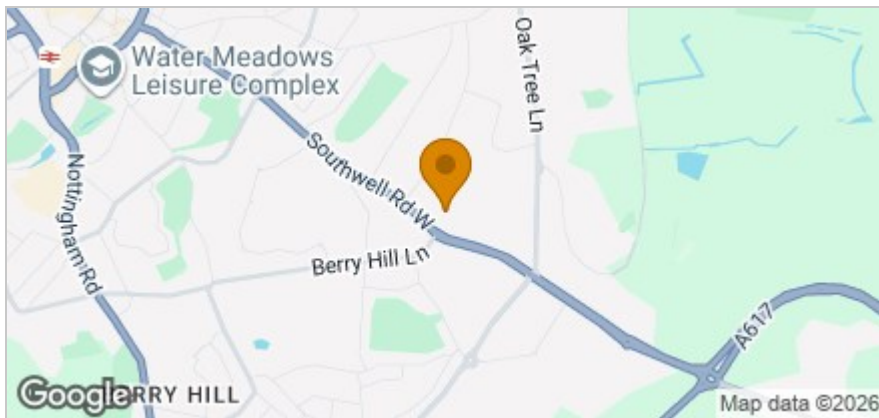 Water Meadows
Leisure Complex
Oak Tree Ln
Southwell Rd W
Nottingham Rd
Berry Hill Ln
A617
BERRY HILL
Google
Map data ©2026